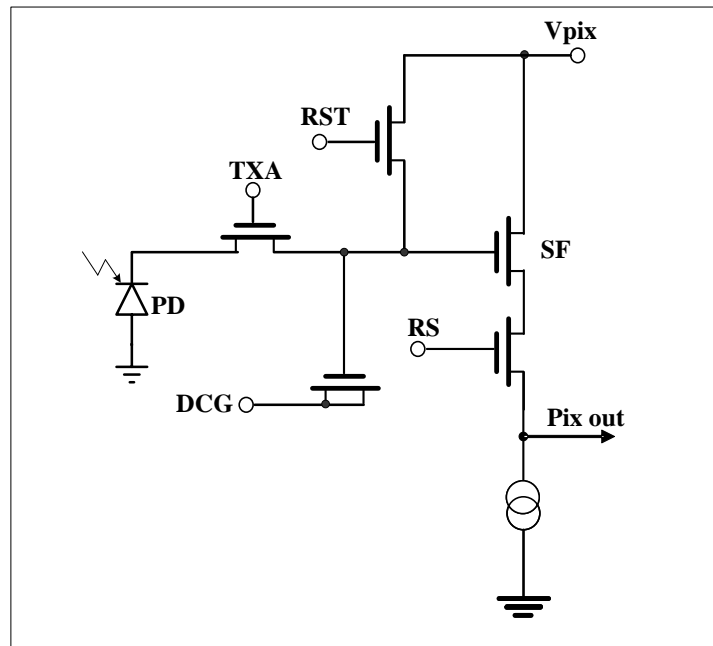 Vpix
RST
TXA
SF
PD
RS
DCG
Pix out